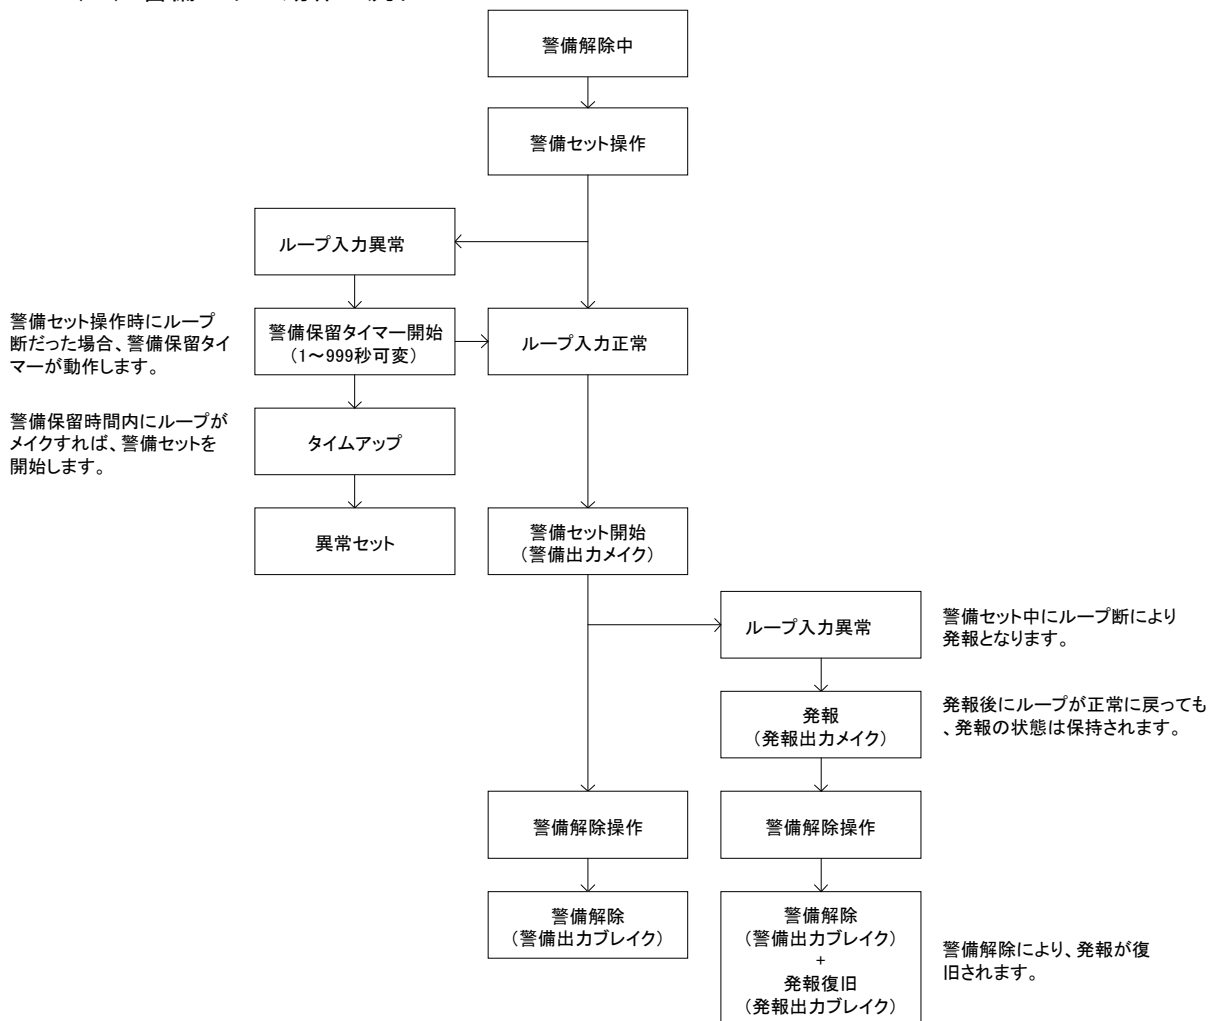 警備解除中
警備セット操作
ループ入力異常
警備セット操作時にループ
断だった場合、警備保留タイ
マーが動作します。
警備保留タイマー開始
（1～999秒可変）
ループ入力正常
警備保留時間内にループが
メイクすれば、警備セットを
開始します。
タイムアップ
異常セット
警備セット開始
（警備出力メイク）
ループ入力異常
警備セット中にループ断により
発報となります。
発報
（発報出力メイク）
発報後にループが正常に戻っても
、発報の状態は保持されます。
警備解除操作
警備解除操作
警備解除
（警備出力ブレイク）
警備解除
（警備出力ブレイク）
+
発報復旧
（発報出力ブレイク）
警備解除により、発報が復
旧されます。